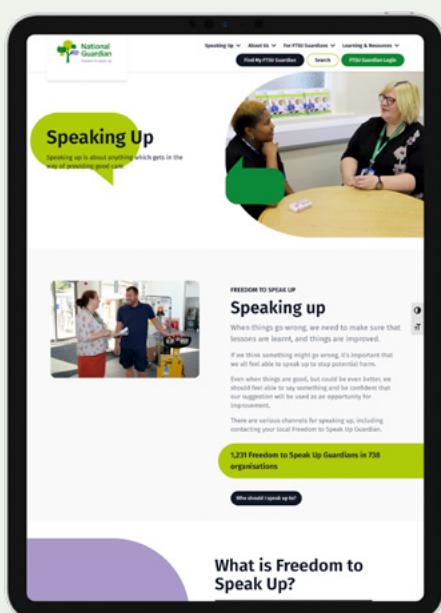 National
Guardian
Freedom to Speak Up
Speaking Up
About Us
For FTSU Guardians
Learning & Resources
Find My FTSU Guardian
Search
FTSU Guardian Login
Speaking Up
Speaking up is about anything which gets in the
way of providing good care
FREEDOM TO SPEAK UP
Speaking up
When things go wrong, we need to make sure that
lessons are learnt, and things are improved.
If we think something might go wrong, it's important that
we all feel able to speak up to stop potential harm.
Even when things are good, but could be even better, we
should feel able to say something and be confident that
our suggestion will be used as an opportunity for
improvement.
There are various channels for speaking up, including
contacting your local Freedom to Speak Up Guardian.
1,231 Freedom to Speak Up Guardians in 738
organisations
Who should I speak up to?
What is Freedom to
Speak Up?